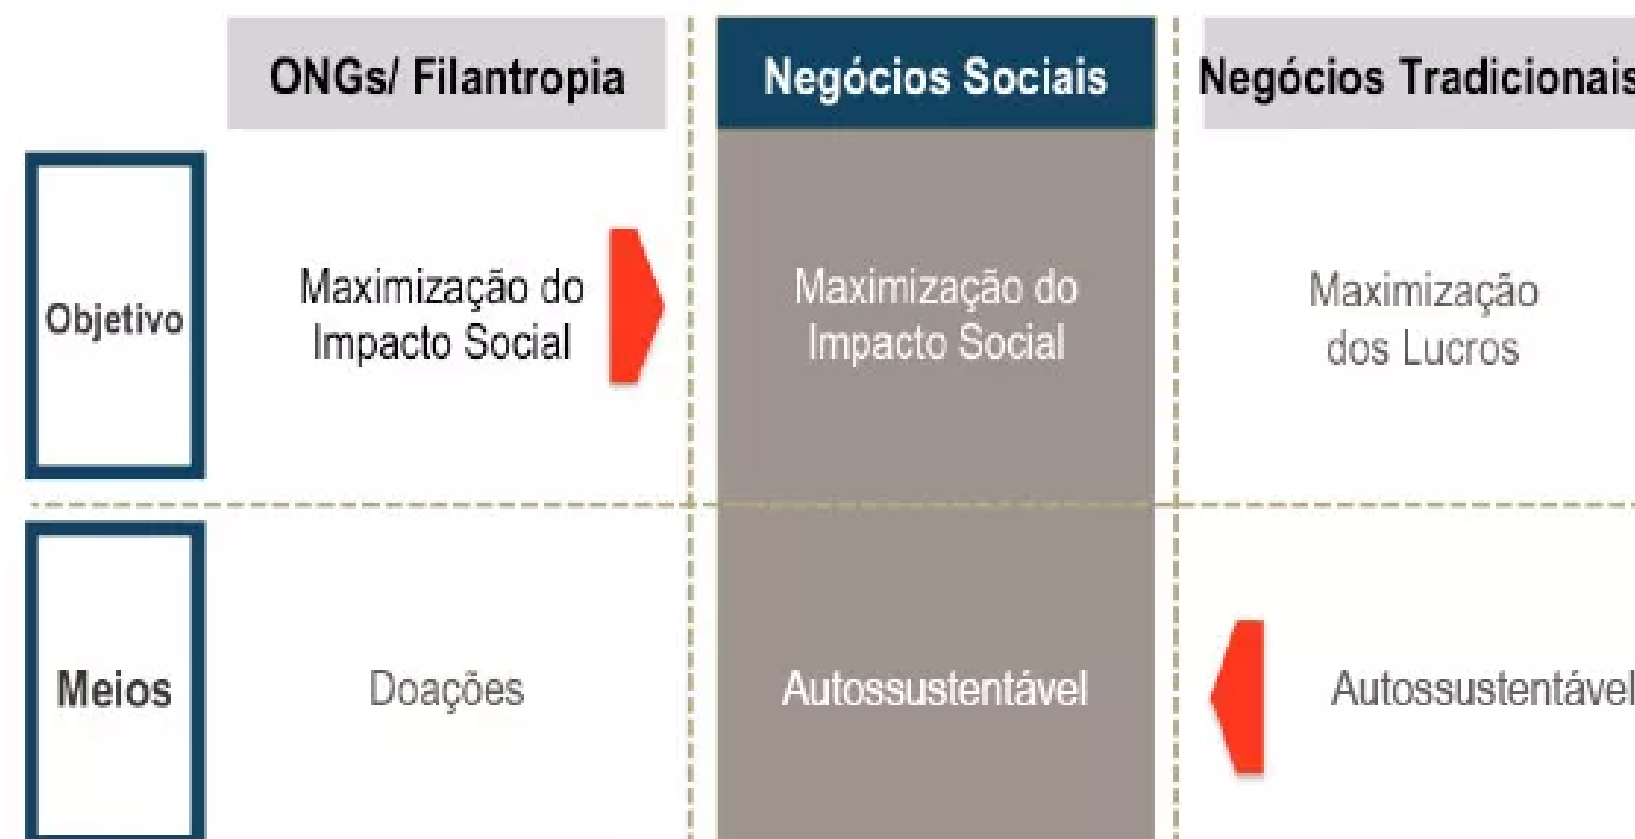 ONGs/ Filantropia
Negócios Sociais
Negócios Tradicionais
Objetivo
Maximização do
Impacto Social
Maximização do
Impacto Social
Maximização
dos Lucros
Meios
Doações
Autossustentável
Autossustentável